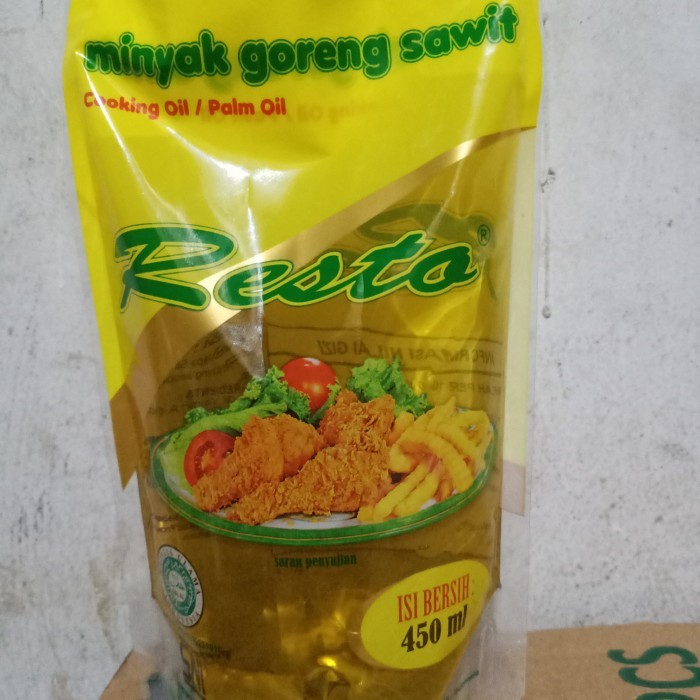 minyak goreng sawit
Cooking Oil / Palm Oil
Resto®
saran penyajian
ISI BERSIH :
450 ml